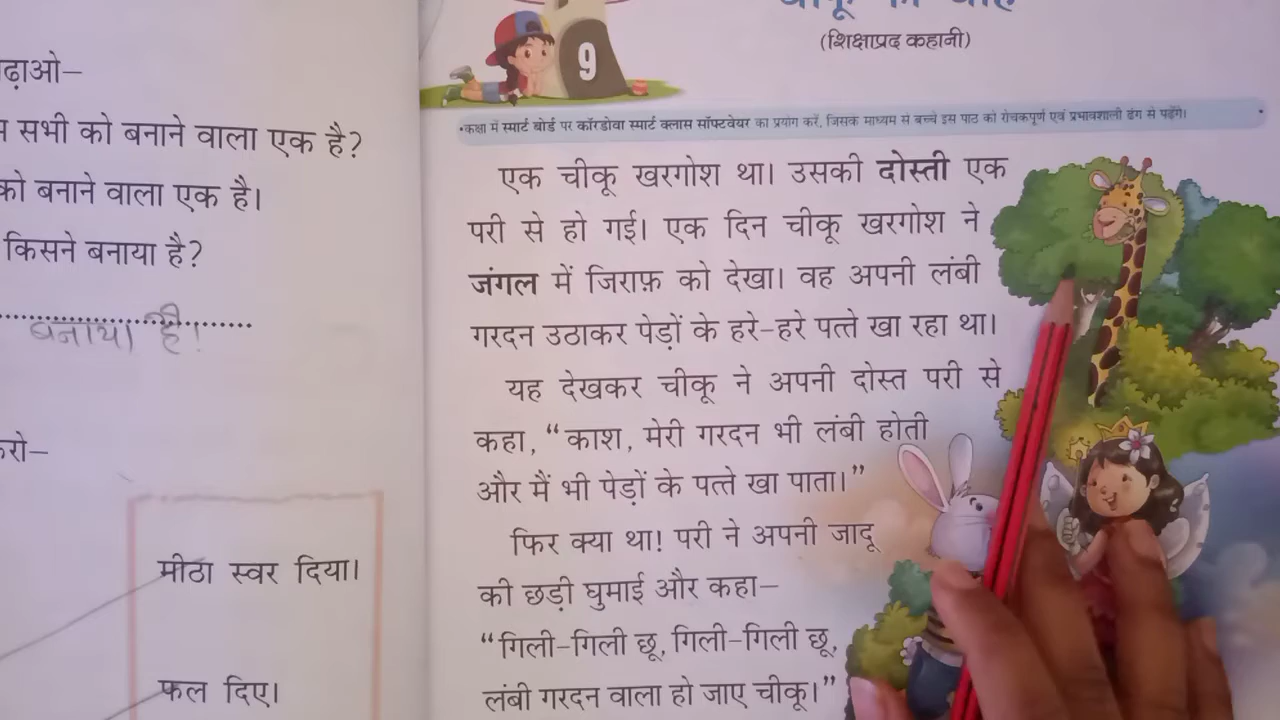 ढ़ाओ–
सभी को बनाने वाला एक है?
को बनाने वाला एक है।
किसने बनाया है?
बनाया है।
रो–
मीठा स्वर दिया।
फल दिए।
9
(शिक्षाप्रद कहानी)
•कक्षा में स्मार्ट बोर्ड पर कॉरडोवा स्मार्ट क्लास सॉफ्टवेयर का प्रयोग करें, जिसके माध्यम से बच्चे इस पाठ को रोचकपूर्ण एवं प्रभावशाली ढंग से पढ़ेंगे।
एक चीकू खरगोश था। उसकी दोस्ती एक
परी से हो गई। एक दिन चीकू खरगोश ने
जंगल में जिराफ़ को देखा। वह अपनी लंबी
गरदन उठाकर पेड़ों के हरे–हरे पत्ते खा रहा था।
यह देखकर चीकू ने अपनी दोस्त परी से
कहा, “काश, मेरी गरदन भी लंबी होती
और मैं भी पेड़ों के पत्ते खा पाता।”
फिर क्या था! परी ने अपनी जादू
की छड़ी घुमाई और कहा–
“गिली–गिली छू, गिली–गिली छू,
लंबी गरदन वाला हो जाए चीकू।”